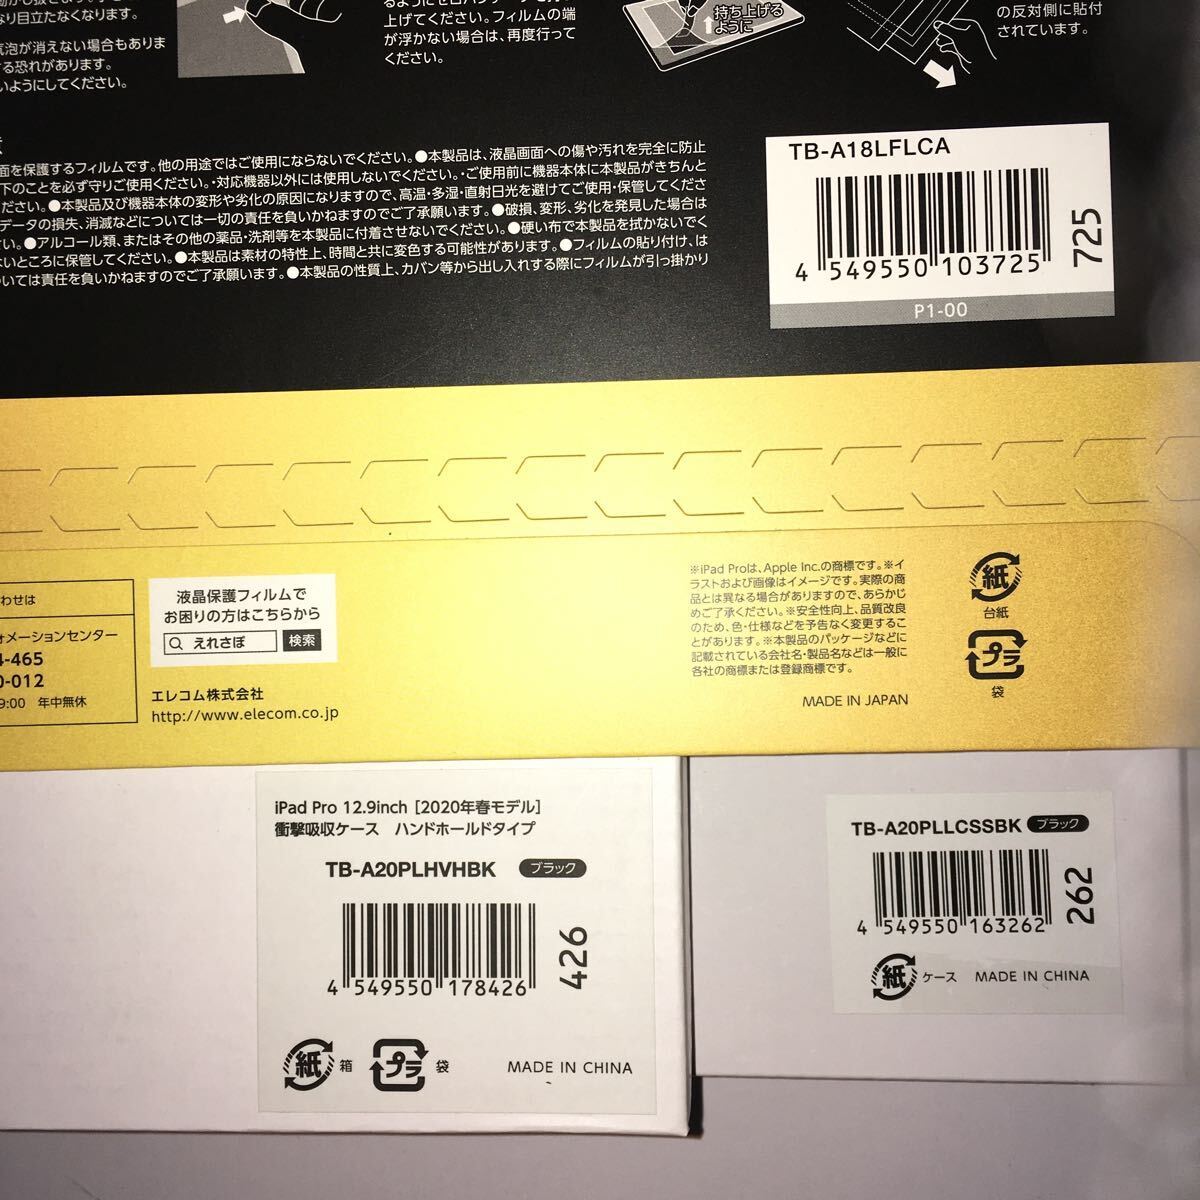 なり目立たなくなります。
気泡が消えない場合もありま
する恐れがあります。
いようにしてください。
上げてください。フィルムの端
が浮かない場合は、再度行って
ください。
持ち上げる
ように
の反対側に貼付
されています。
面を保護するフィルムです。他の用途ではご使用にならないでください。●本製品は、液晶画面への傷や汚れを完全に防止
下のことを必ず守りご使用ください。・対応機器以外には使用しないでください。・ご使用前に機器本体に本製品がきちんと
ださい。●本製品及び機器本体の変形や劣化の原因になりますので、高温・多湿・直射日光を避けてご使用・保管してくださ
データの損失、消滅などについては一切の責任を負いかねますのでご了承願います。●破損、変形、劣化を発見した場合は
い。●アルコール類、またはその他の薬品・洗剤等を本製品に付着させないでください。●硬い布で本製品を拭かないでく
ないところに保管してください。●本製品は素材の特性上、時間と共に変色する可能性があります。●フィルムの貼り付け、は
ついては責任を負いかねますのでご了承願います。●本製品の性質上、カバン等から出し入れする際にフィルムが引っ掛かり
TB-A18LFLCA
4 549550 103725
725
P1-00
わせは
ォメーションセンター
4-465
0-012
9:00 年中無休
液晶保護フィルムで
お困りの方はこちらから
えれさぽ 検索
エレコム株式会社
http://www.elecom.co.jp
※iPad Proは、Apple Inc.の商標です。※イ
ラストおよび画像はイメージです。実際の商
品とは異なる場合がありますので、あらかじ
めご了承ください。※安全性向上、品質改良
のため、色・仕様などを予告なく変更するこ
とがあります。※本製品のパッケージなどに
記載されている会社名・製品名などは一般に
各社の商標または登録商標です。
MADE IN JAPAN
紙
台紙
プラ
袋
iPad Pro 12.9inch [2020年春モデル]
衝撃吸収ケース ハンドホールドタイプ
TB-A20PLHVHBK ブラック
4 549550 178426
426
紙 箱 プラ 袋 MADE IN CHINA
TB-A20PLLCSSBK ブラック
4 549550 163262
262
紙 ケース MADE IN CHINA